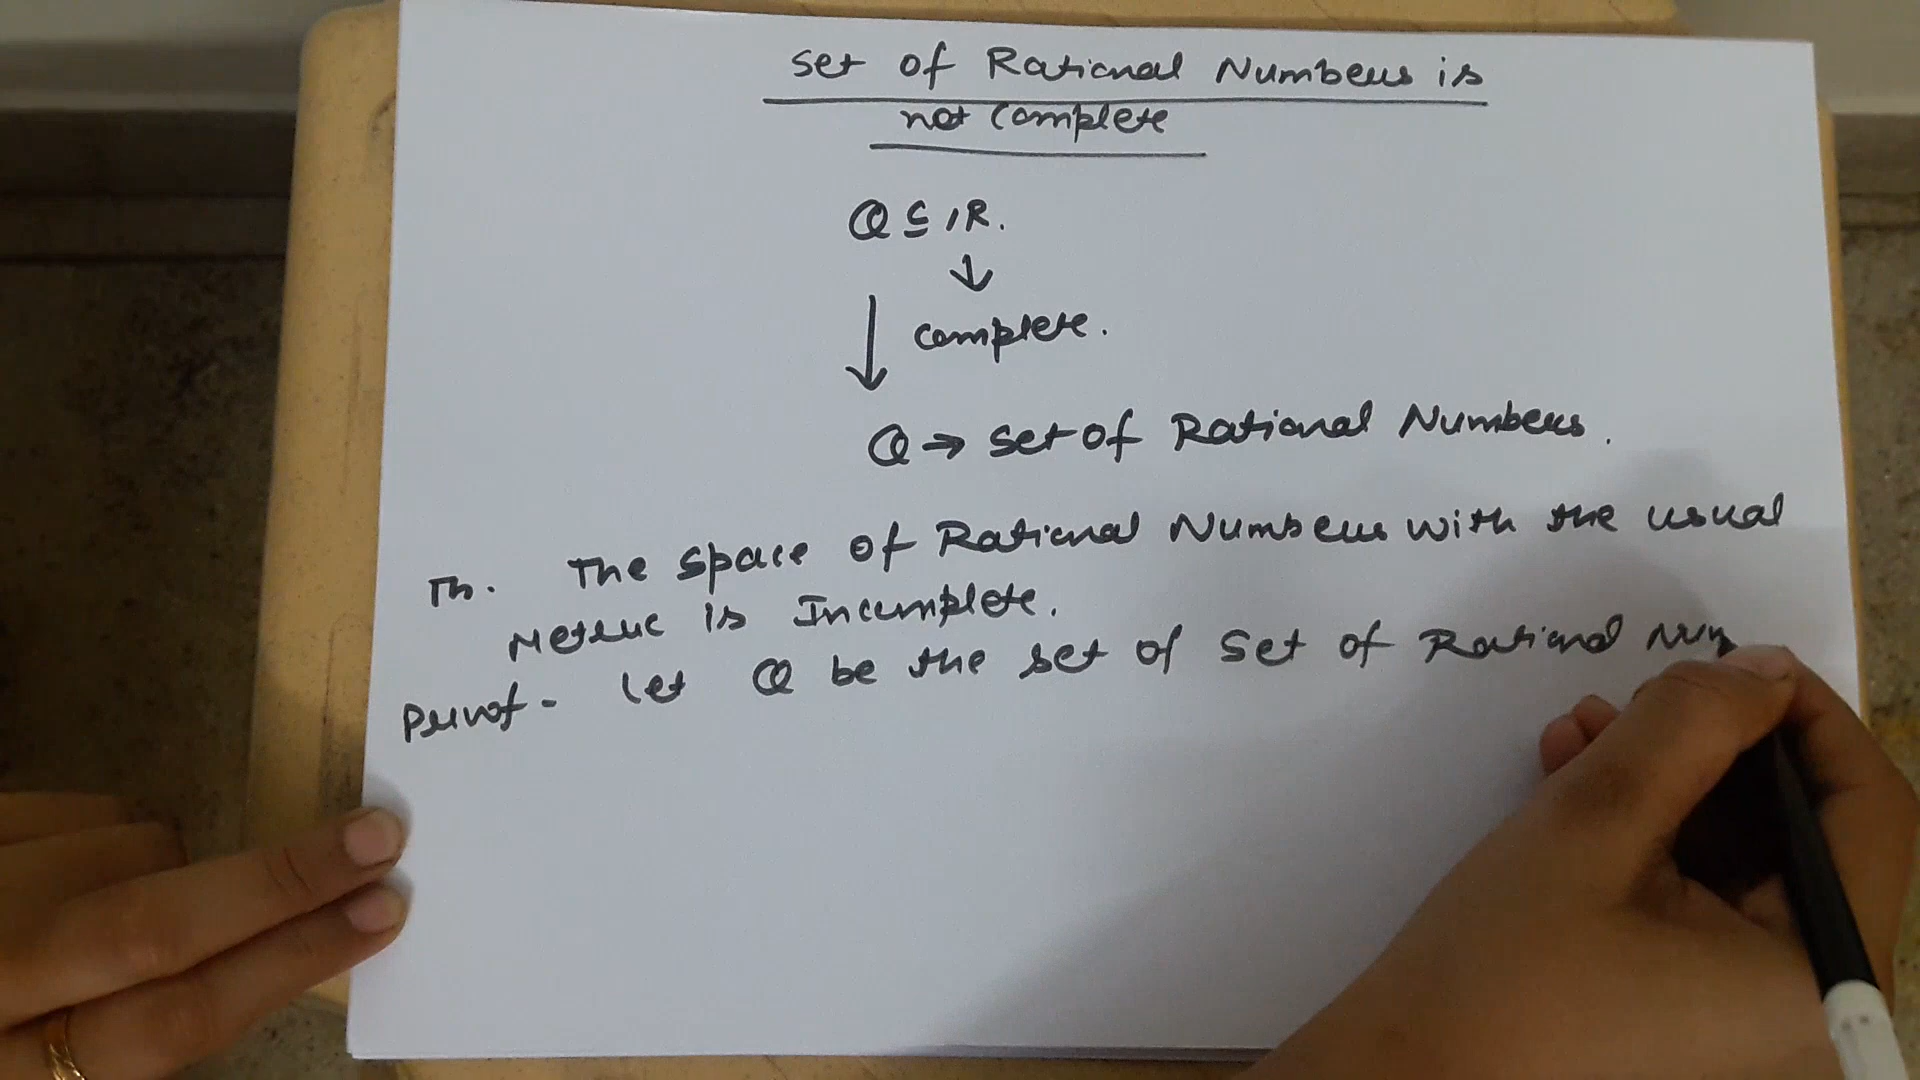 Set of Rational Numbers is
not complete
Q ⊆ IR.
↓
↓ complete.
Q → set of Rational Numbers.
Th. The space of Rational Numbers with the usual
Metric is Incomplete.
Proof - Let Q be the set of set of Rational Num